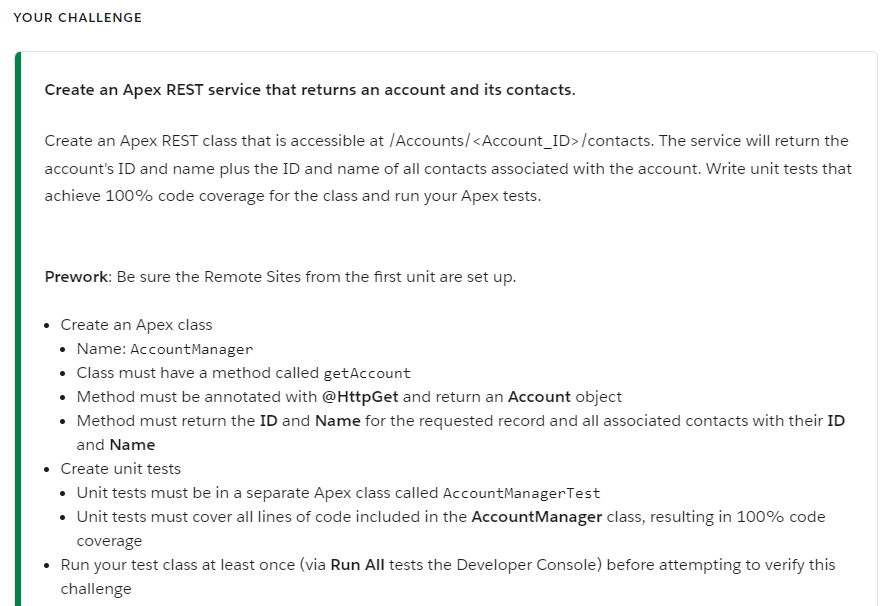 YOUR CHALLENGE
Create an Apex REST service that returns an account and its contacts.
Create an Apex REST class that is accessible at /Accounts/<Account_ID>/contacts. The service will return the
account's ID and name plus the ID and name of all contacts associated with the account. Write unit tests that
achieve 100% code coverage for the class and run your Apex tests.
Prework: Be sure the Remote Sites from the first unit are set up.
• Create an Apex class
• Name: AccountManager
• Class must have a method called getAccount
• Method must be annotated with @HttpGet and return an Account object
• Method must return the ID and Name for the requested record and all associated contacts with their ID
and Name
• Create unit tests
• Unit tests must be in a separate Apex class called AccountManagerTest
• Unit tests must cover all lines of code included in the AccountManager class, resulting in 100% code
coverage
• Run your test class at least once (via Run All tests the Developer Console) before attempting to verify this
challenge